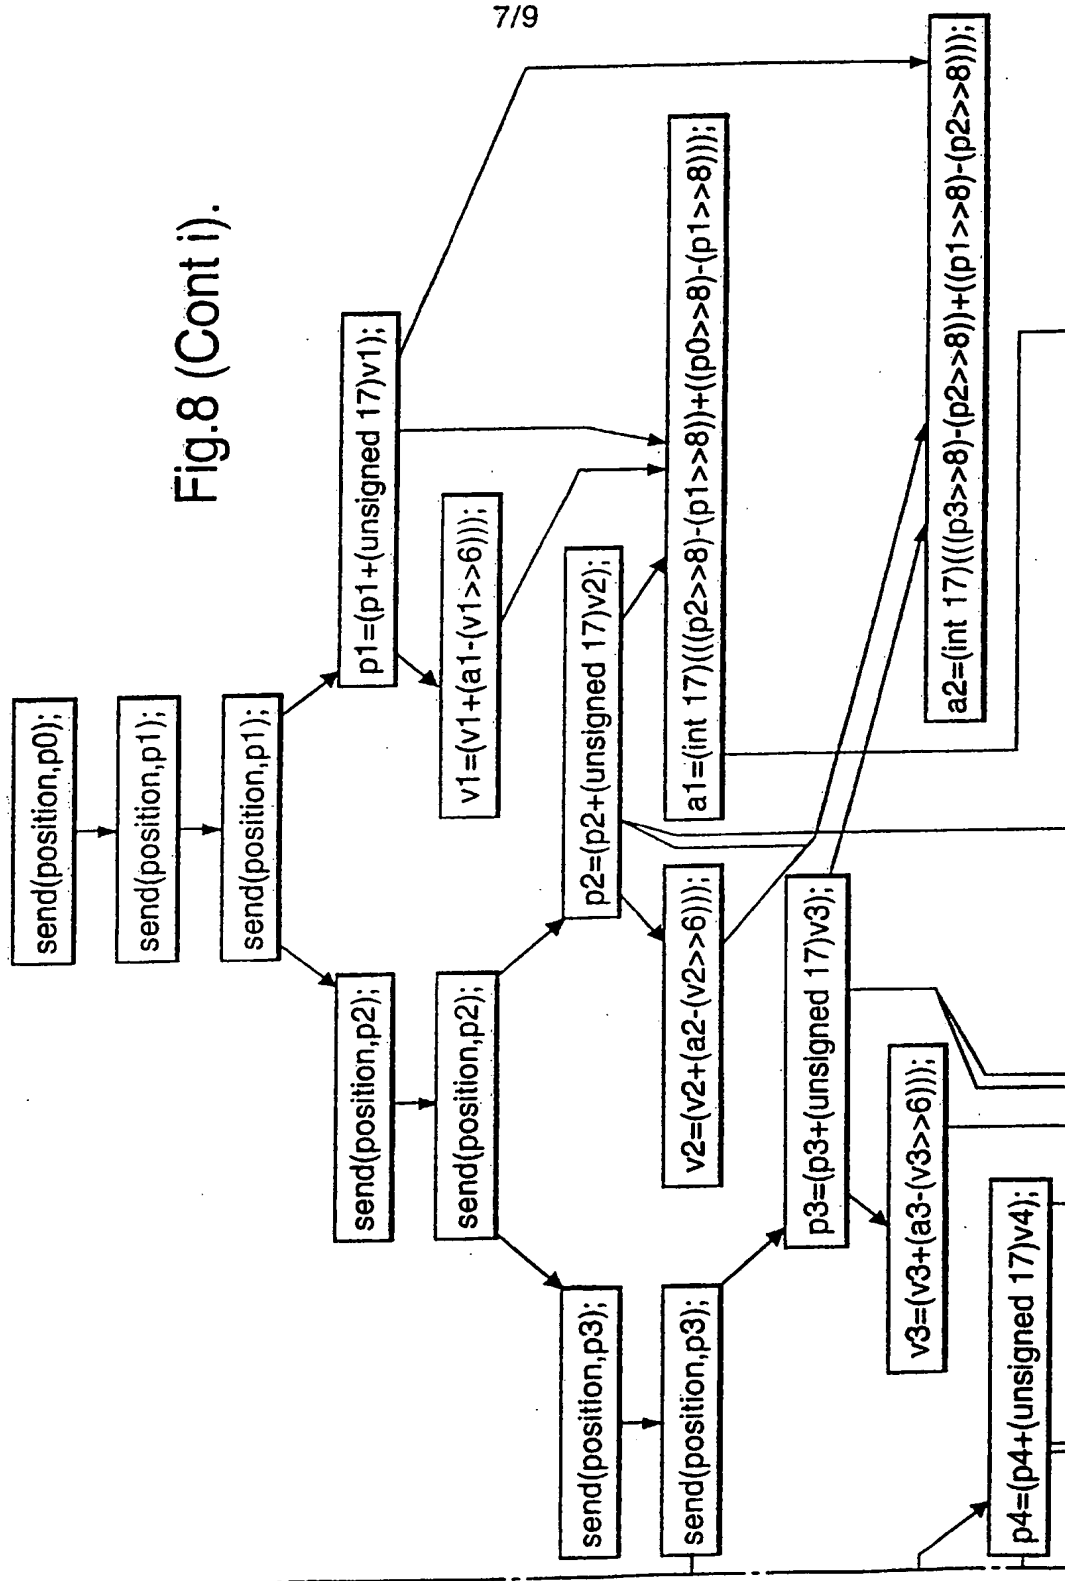 7/9
Fig.8 (Cont i).
send(position,p0);
send(position,p1);
send(position,p1);
p1=(p1+(unsigned 17)v1);
send(position,p2);
v1=(v1+(a1-(v1>>6)));
send(position,p2);
p2=(p2+(unsigned 17)v2);
send(position,p3);
a1=(int 17)(((p2>>8)-(p1>>8))+((p0>>8)-(p1>>8)));
v2=(v2+(a2-(v2>>6)));
send(position,p3);
p3=(p3+(unsigned 17)v3);
v3=(v3+(a3-(v3>>6)));
a2=(int 17)(((p3>>8)-(p2>>8))+((p1>>8)-(p2>>8)));
p4=(p4+(unsigned 17)v4);